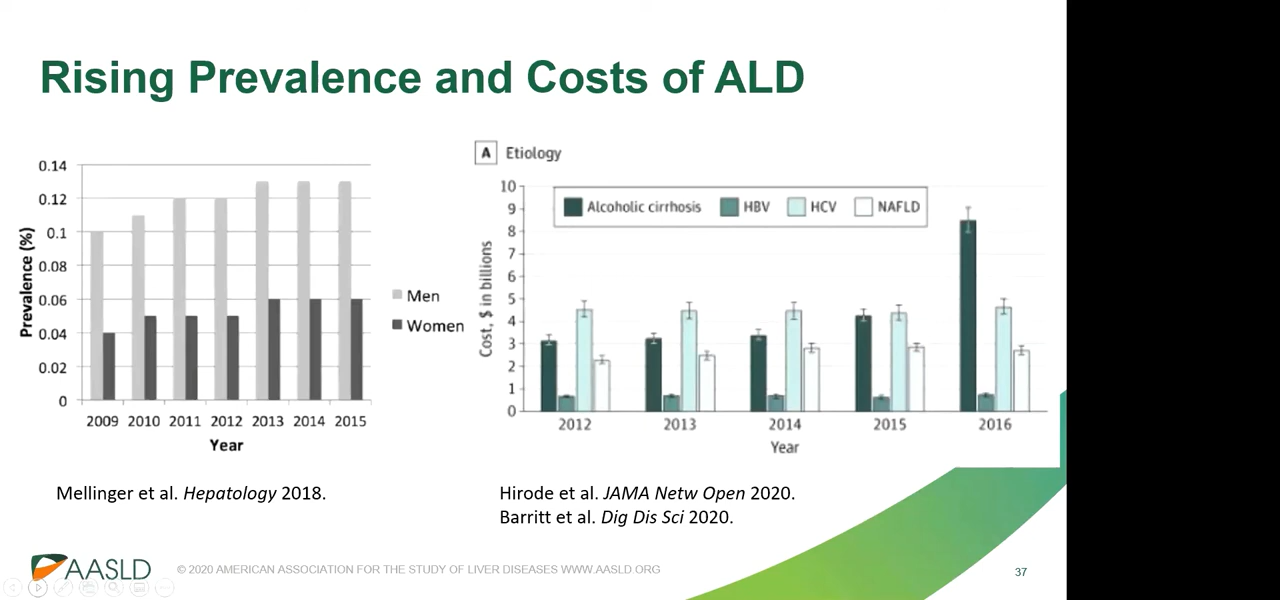 Rising Prevalence and Costs of ALD
0.14
0.12
0.1
0.08
0.06
0.04
0.02
0
Prevalence (%)
2009 2010 2011 2012 2013 2014 2015
Year
Men
Women
A Etiology
10
9
8
7
6
5
4
3
2
1
0
Cost, $ in billions
Alcoholic cirrhosis HBV HCV NAFLD
2012 2013 2014 2015 2016
Year
Mellinger et al. Hepatology 2018.
Hirode et al. JAMA Netw Open 2020.
Barritt et al. Dig Dis Sci 2020.
AASLD
© 2020 AMERICAN ASSOCIATION FOR THE STUDY OF LIVER DISEASES WWW.AASLD.ORG
37